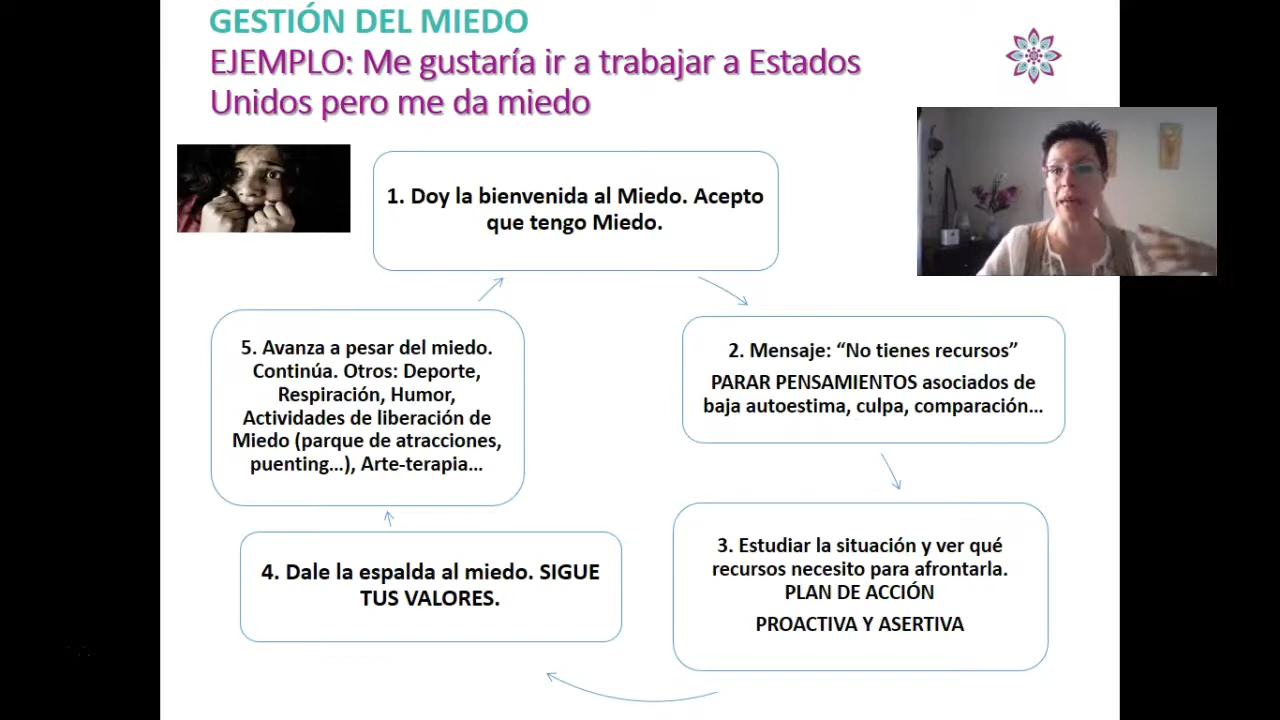 GESTIÓN DEL MIEDO
EJEMPLO: Me gustaría ir a trabajar a Estados
Unidos pero me da miedo
1. Doy la bienvenida al Miedo. Acepto
que tengo Miedo.
2. Mensaje: “No tienes recursos”
PARAR PENSAMIENTOS asociados de
baja autoestima, culpa, comparación...
3. Estudiar la situación y ver qué
recursos necesito para afrontarla.
PLAN DE ACCIÓN
PROACTIVA Y ASERTIVA
4. Dale la espalda al miedo. SIGUE
TUS VALORES.
5. Avanza a pesar del miedo.
Continúa. Otros: Deporte,
Respiración, Humor,
Actividades de liberación de
Miedo (parque de atracciones,
puenting...), Arte-terapia...